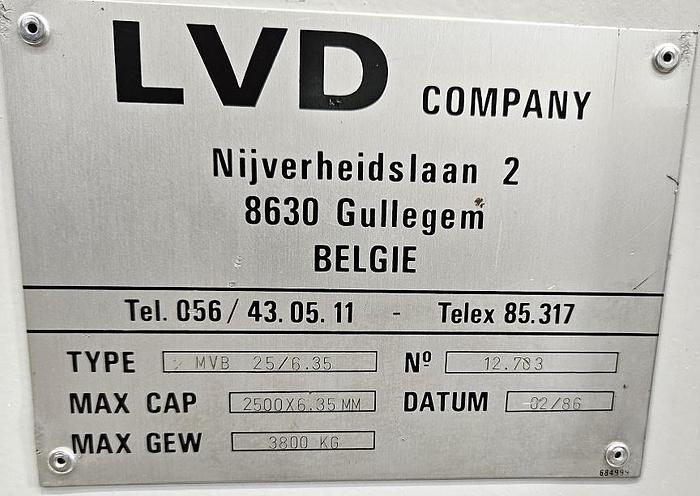 LVD COMPANY
Nijverheidslaan 2
8630 Gullegem
BELGIE
Tel. 056/ 43.05.11 - Telex 85.317
TYPE MVB 25/6.35 Nº 12.783
MAX CAP 2500X6.35 MM DATUM 02/86
MAX GEW 3800 KG